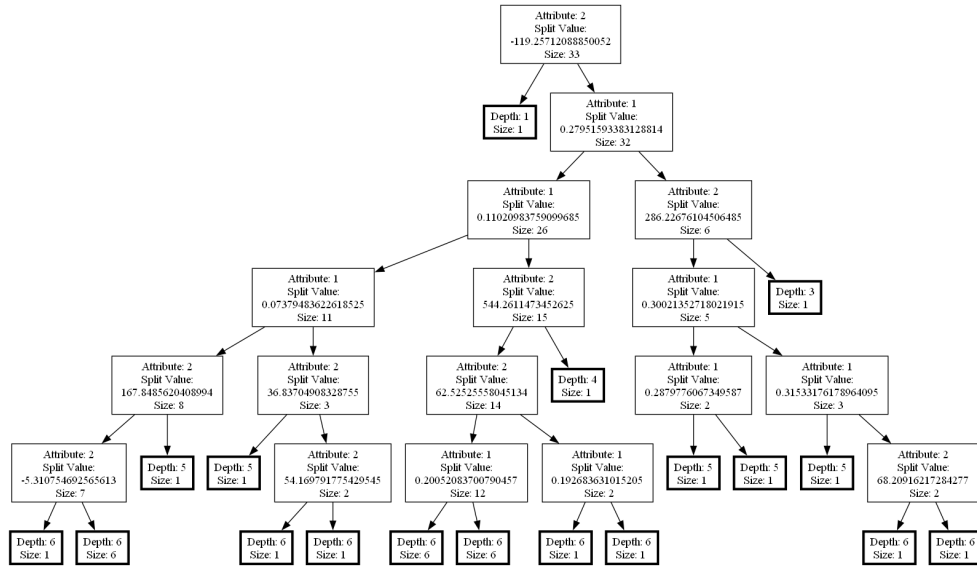 Attribute: 2
Split Value:
-119.25712088850052
Size: 33
Depth: 1
Size: 1
Attribute: 1
Split Value:
0.27951593383128814
Size: 32
Attribute: 1
Split Value:
0.11020983759099685
Size: 26
Attribute: 2
Split Value:
286.22676104506485
Size: 6
Attribute: 1
Split Value:
0.07379483622618525
Size: 11
Attribute: 2
Split Value:
544.2611473452625
Size: 15
Attribute: 1
Split Value:
0.30021352718021915
Size: 5
Depth: 3
Size: 1
Attribute: 2
Split Value:
167.8485620408994
Size: 8
Attribute: 2
Split Value:
36.83704908328755
Size: 3
Attribute: 2
Split Value:
62.52525558045134
Size: 14
Depth: 4
Size: 1
Attribute: 1
Split Value:
0.2879776067349587
Size: 2
Attribute: 1
Split Value:
0.31533176178964095
Size: 3
Attribute: 2
Split Value:
-5.310754692565613
Size: 7
Depth: 5
Size: 1
Depth: 5
Size: 1
Attribute: 2
Split Value:
54.169791775429545
Size: 2
Attribute: 1
Split Value:
0.20052083700790457
Size: 12
Attribute: 1
Split Value:
0.192683631015205
Size: 2
Depth: 5
Size: 1
Depth: 5
Size: 1
Depth: 5
Size: 1
Attribute: 2
Split Value:
68.20916217284277
Size: 2
Depth: 6
Size: 1
Depth: 6
Size: 6
Depth: 6
Size: 1
Depth: 6
Size: 1
Depth: 6
Size: 6
Depth: 6
Size: 6
Depth: 6
Size: 1
Depth: 6
Size: 1
Depth: 6
Size: 1
Depth: 6
Size: 1